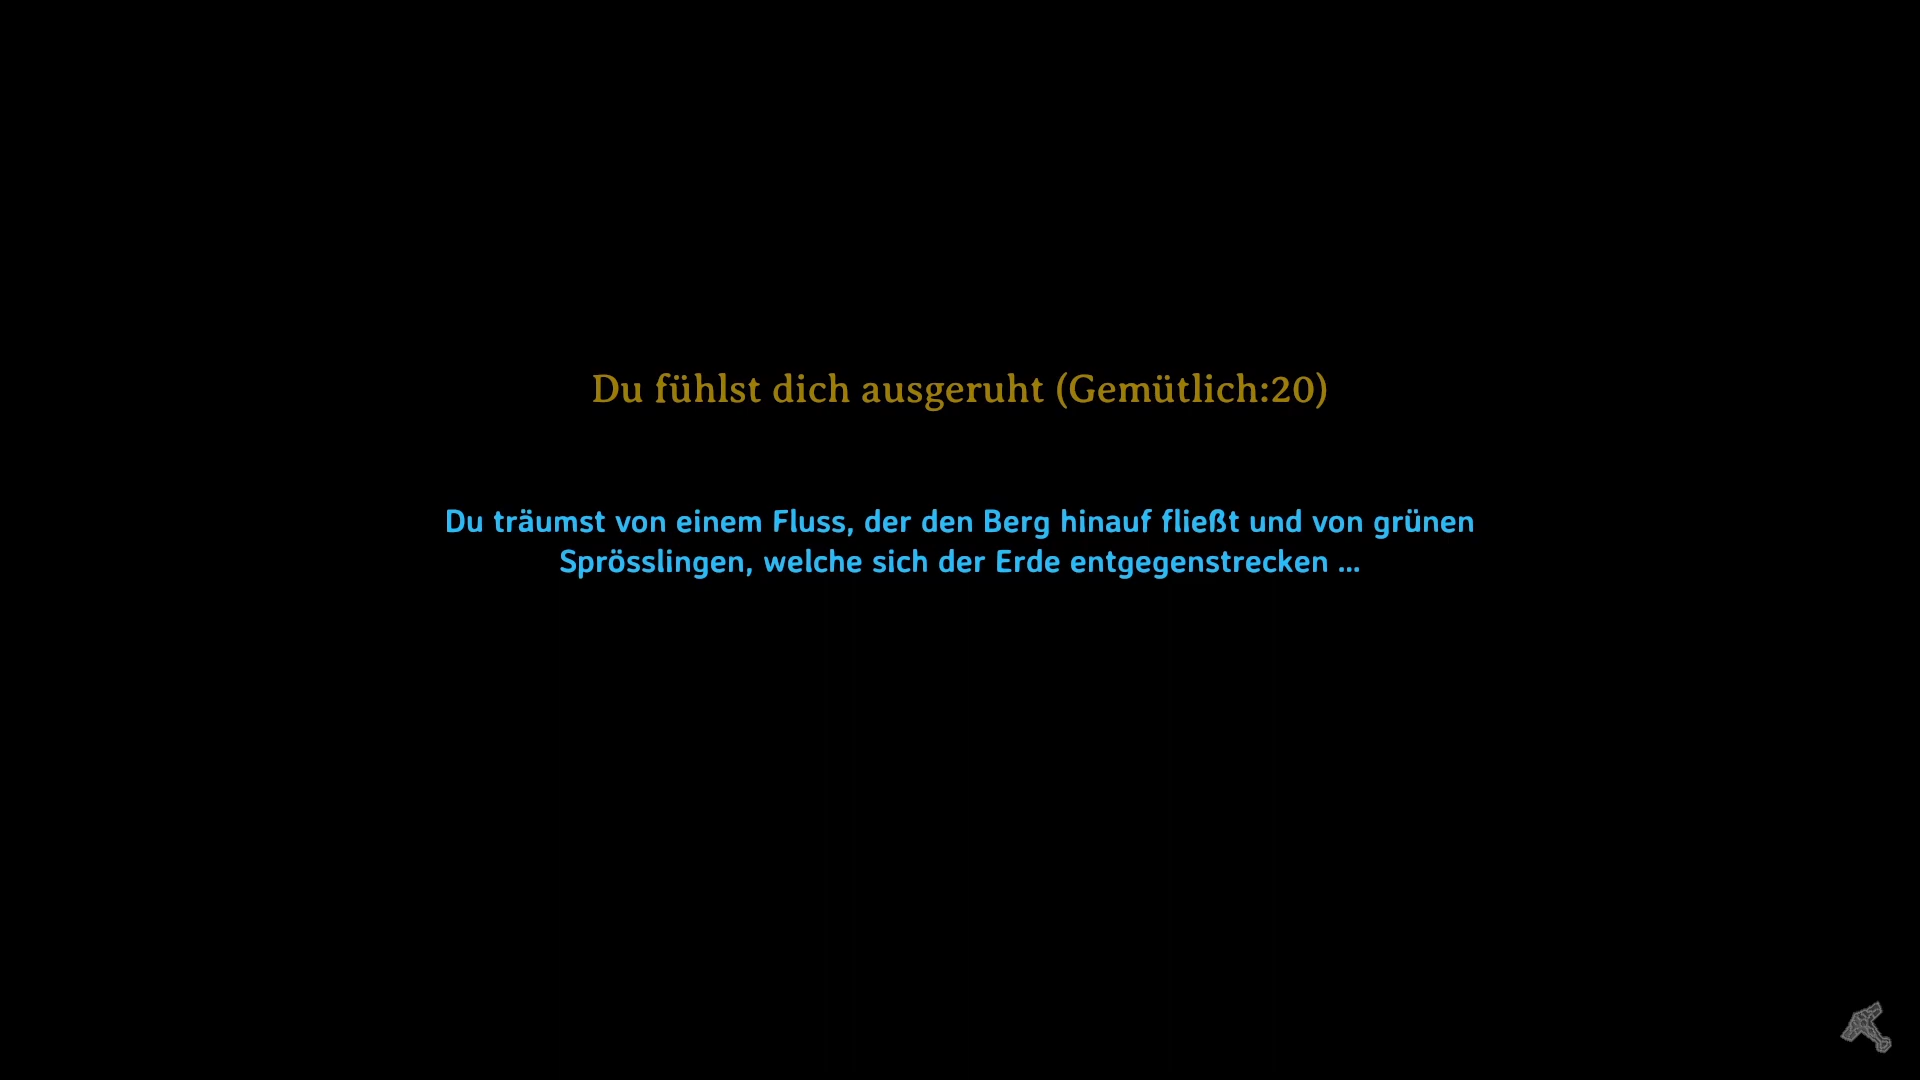 Du fühlst dich ausgeruht (Gemütlich:20)
Du träumst von einem Fluss, der den Berg hinauf fließt und von grünen
Sprösslingen, welche sich der Erde entgegenstrecken ...